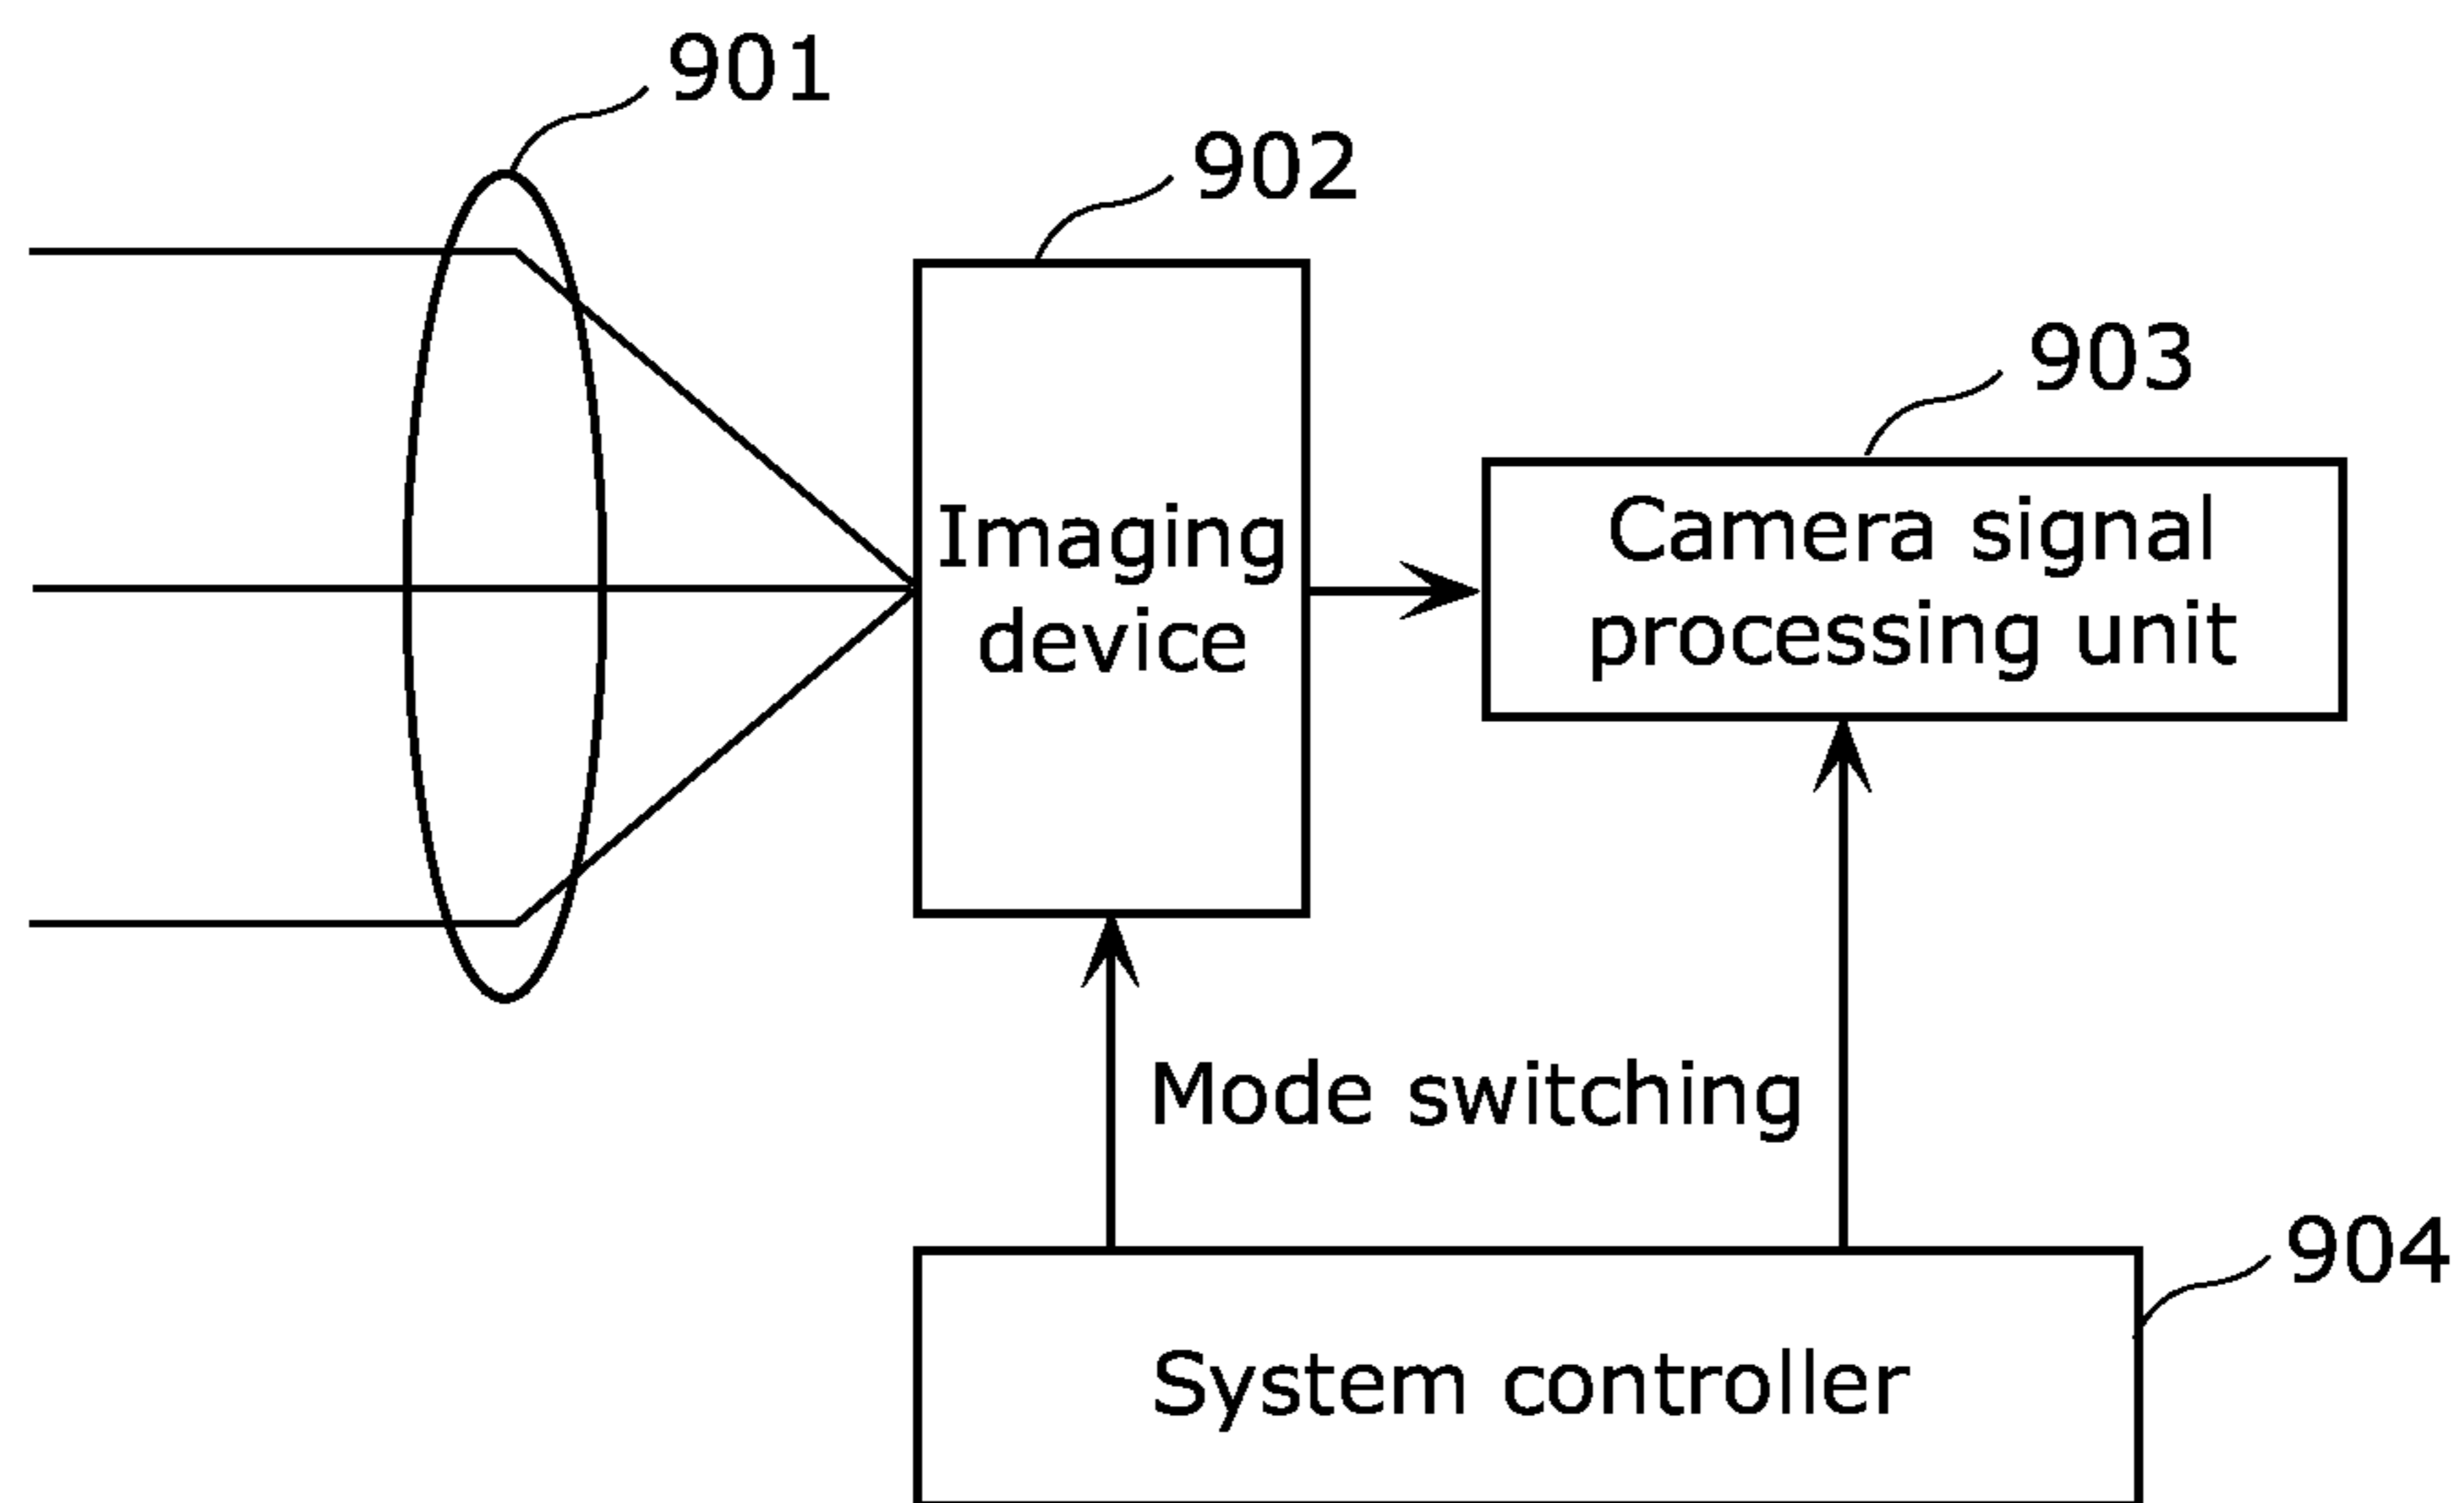 901
902
903
Imaging
device
Camera signal
processing unit
Mode switching
904
System controller